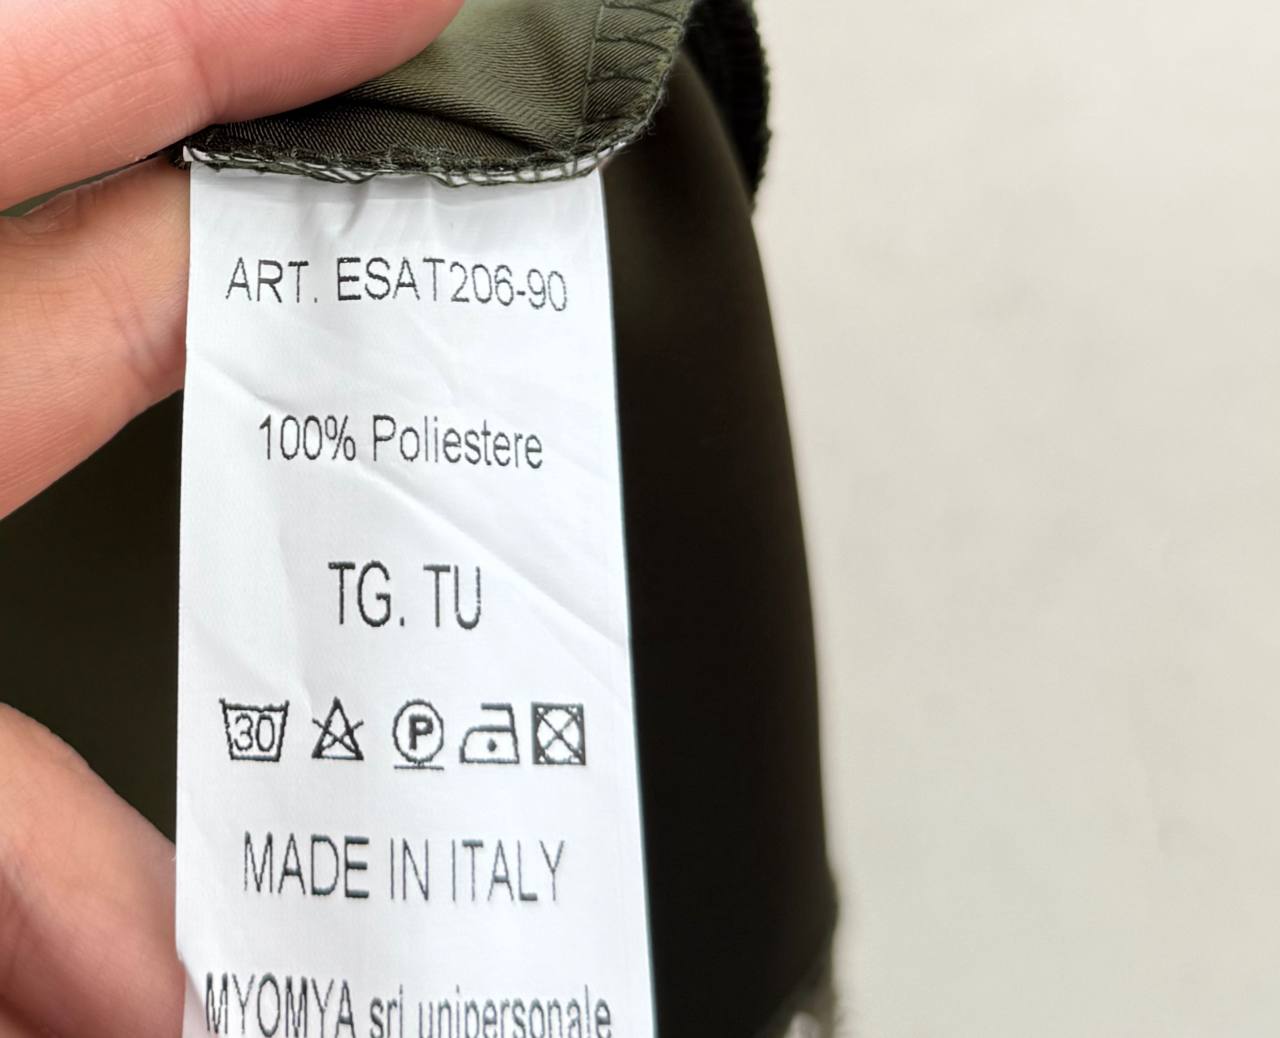 ART. ESAT206-90
100% Poliestere
TG. TU
30 P
MADE IN ITALY
MYOMYA srl unipersonale